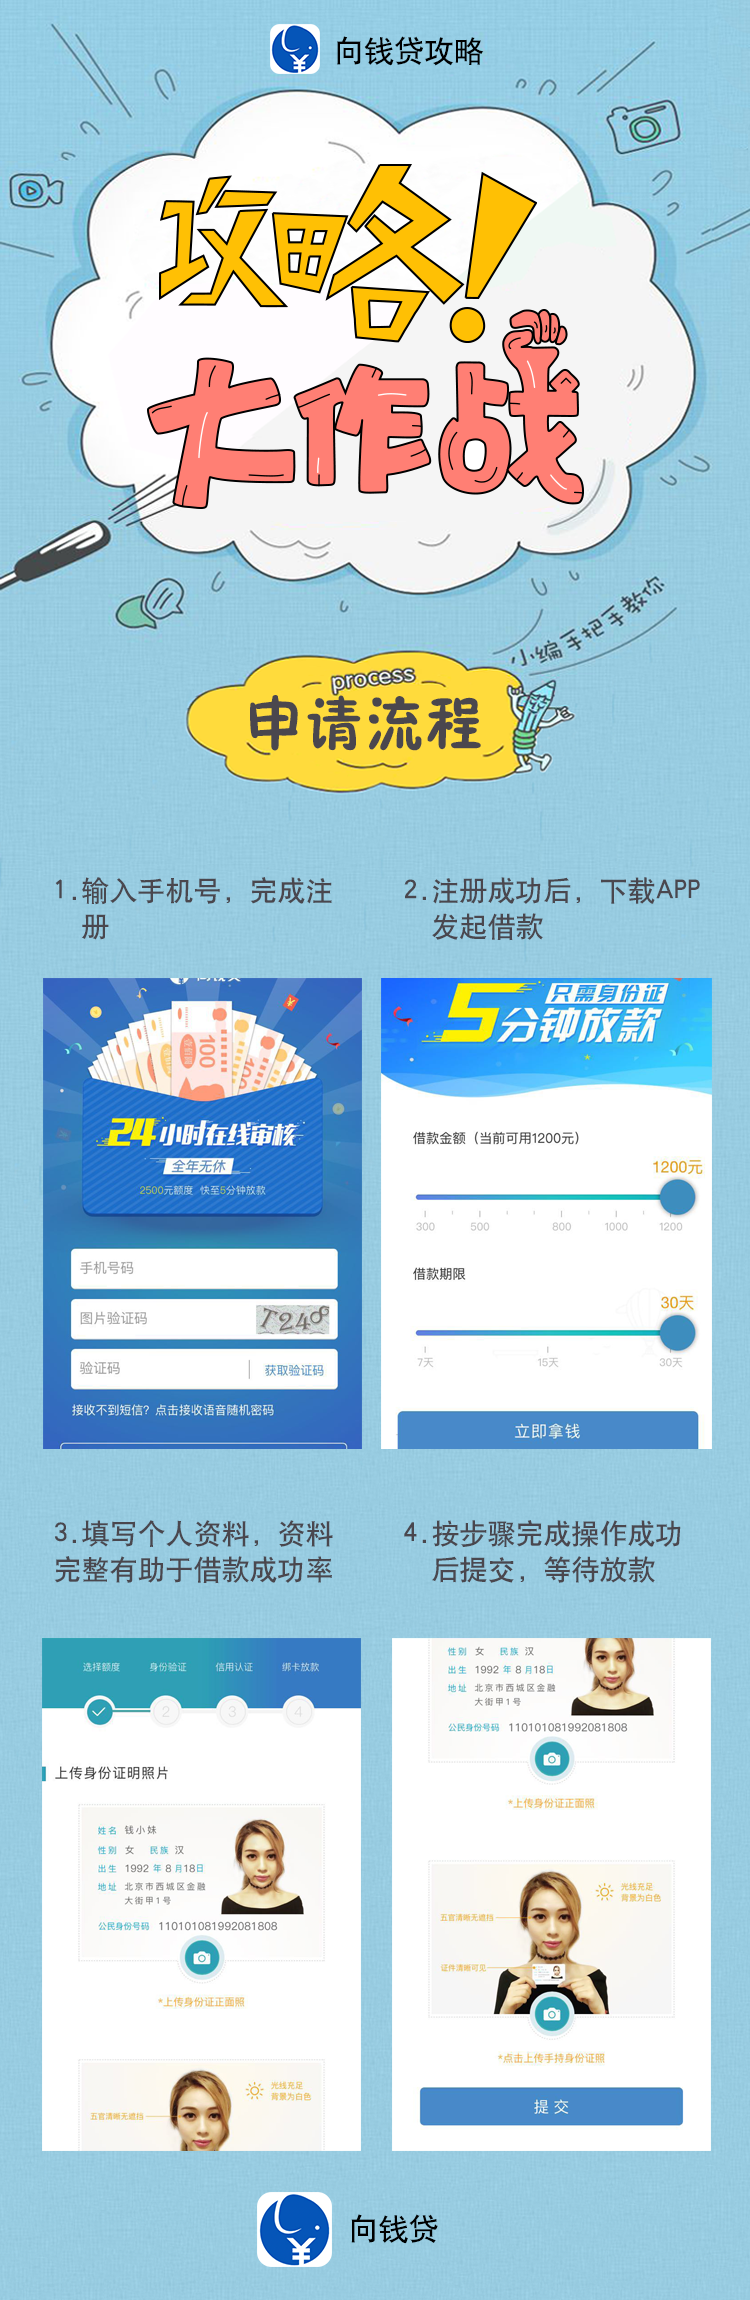 向钱贷攻略
攻略!
大作战
小编手把手教你
process
申请流程
1.输入手机号，完成注
册
2.注册成功后，下载APP
发起借款
向钱贷
100
24小时在线审核
全年无休
2500元额度 快至5分钟放款
手机号码
图片验证码
T248
验证码
获取验证码
接收不到短信？点击接收语音随机密码
只需身份证
5分钟放款
借款金额（当前可用1200元）
1200元
300 500 800 1000 1200
借款期限
30天
7天 15天 30天
立即拿钱
3.填写个人资料，资料
完整有助于借款成功率
4.按步骤完成操作成功
后提交，等待放款
选择额度 身份验证 信用认证 绑卡放款
2 3 4
上传身份证明照片
姓名 钱小妹
性别 女 民族 汉
出生 1992 年 8 月18日
地址 北京市西城区金融
大街甲1号
公民身份号码 110101081992081808
*上传身份证正面照
光线充足
背景为白色
五官清晰无遮挡
性别 女 民族 汉
出生 1992 年 8 月18日
地址 北京市西城区金融
大街甲1号
公民身份号码 110101081992081808
*上传身份证正面照
光线充足
背景为白色
五官清晰无遮挡
证件清晰可见
*点击上传手持身份证照
提交
向钱贷